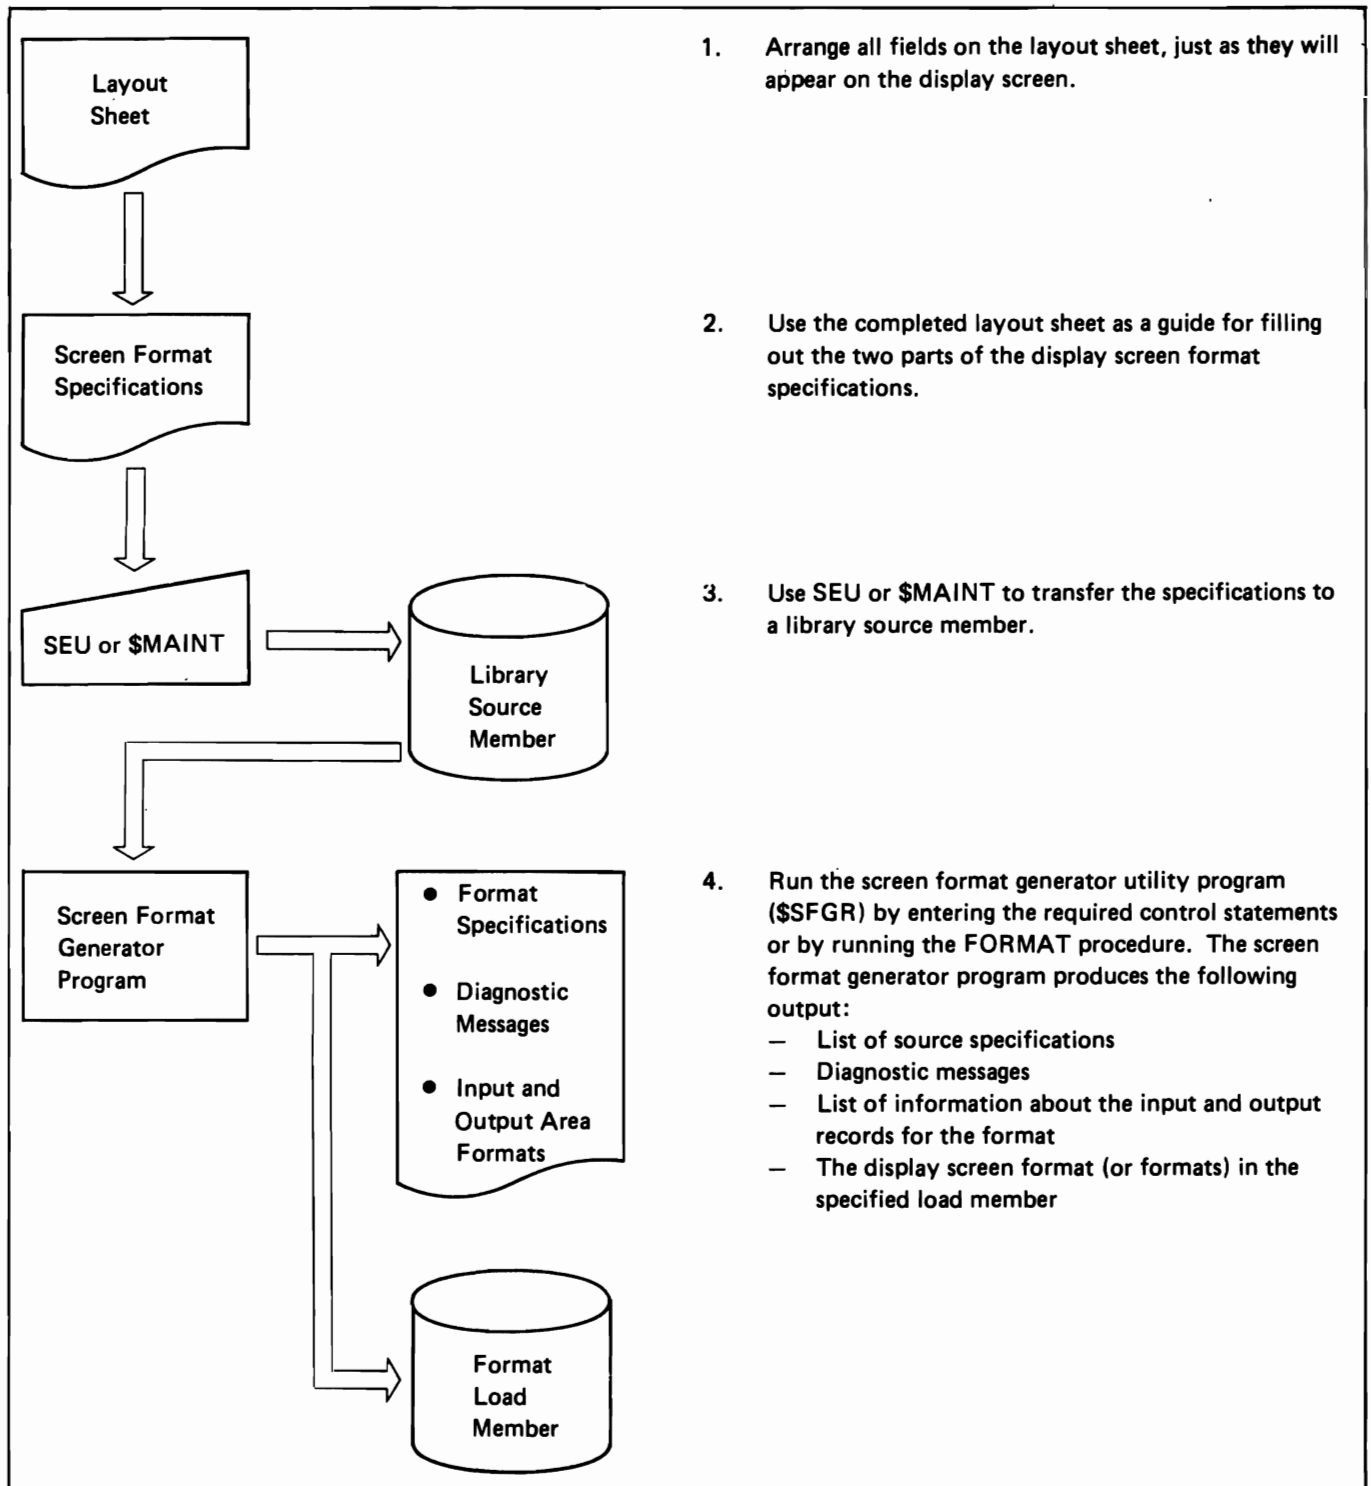 Layout
Sheet
1. Arrange all fields on the layout sheet, just as they will
appear on the display screen.
Screen Format
Specifications
2. Use the completed layout sheet as a guide for filling
out the two parts of the display screen format
specifications.
SEU or $MAINT
Library
Source
Member
3. Use SEU or $MAINT to transfer the specifications to
a library source member.
Screen Format
Generator
Program
● Format
Specifications
● Diagnostic
Messages
● Input and
Output Area
Formats
4. Run the screen format generator utility program
($SFGR) by entering the required control statements
or by running the FORMAT procedure. The screen
format generator program produces the following
output:
— List of source specifications
— Diagnostic messages
— List of information about the input and output
records for the format
— The display screen format (or formats) in the
specified load member
Format
Load
Member